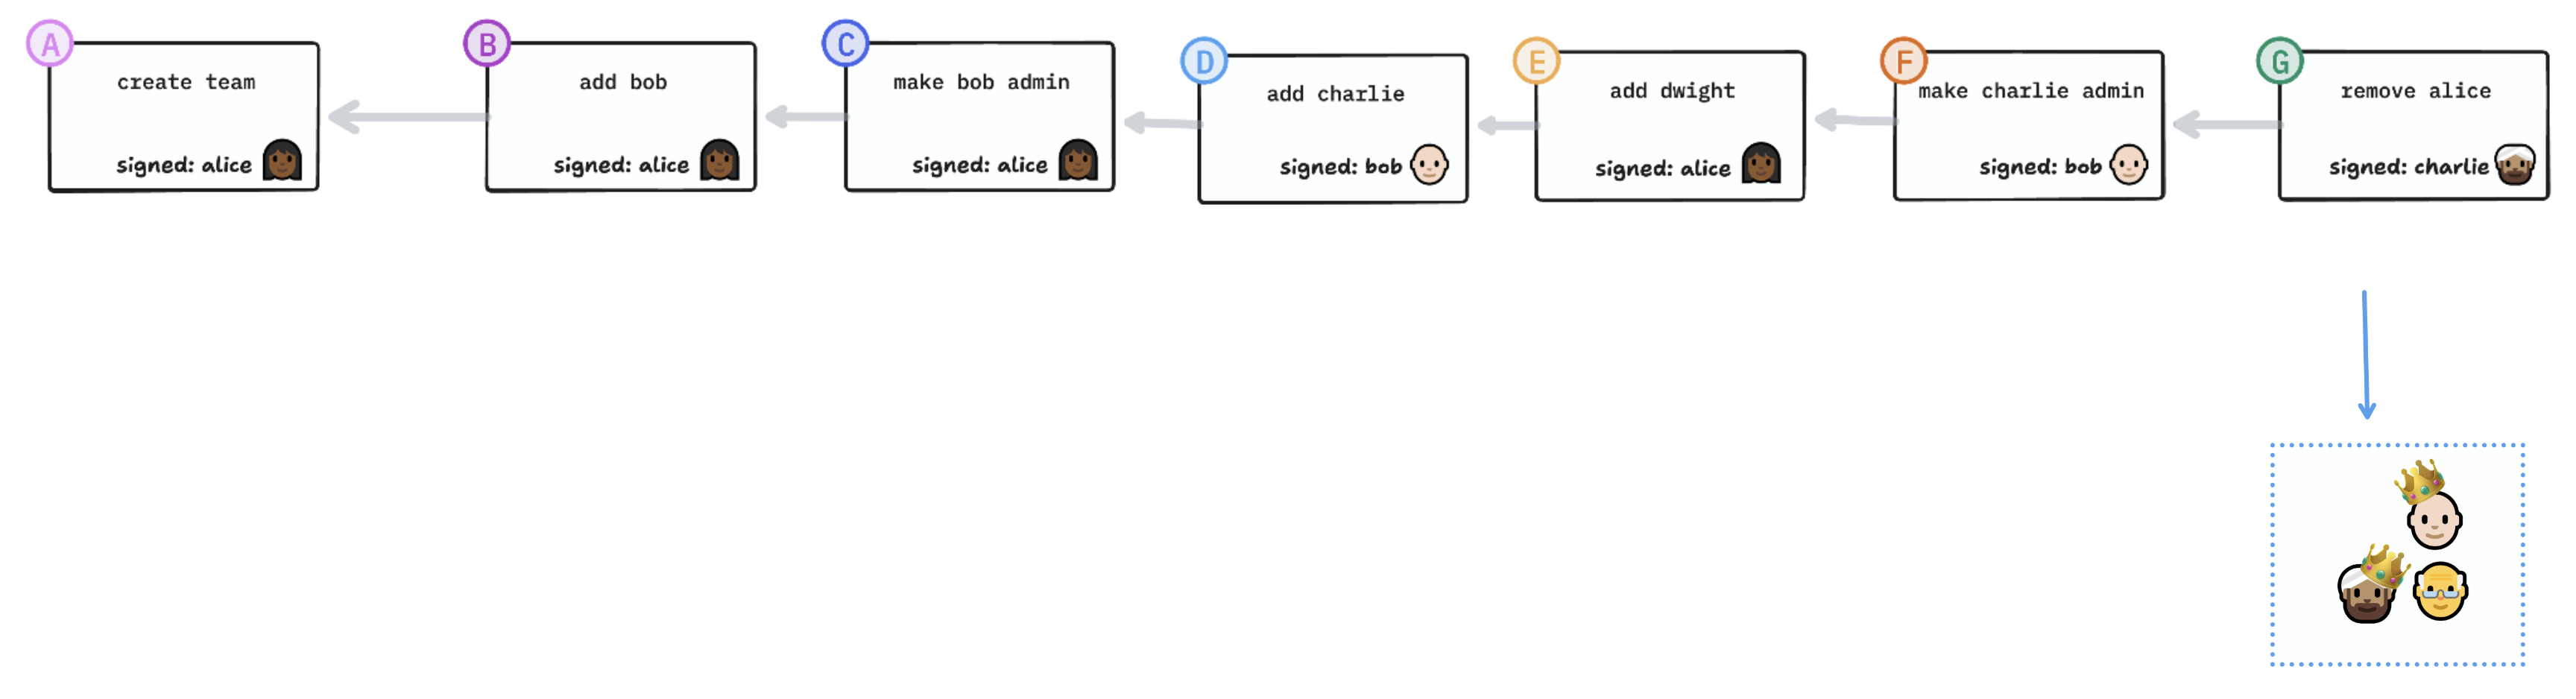 A
create team
signed: alice
B
add bob
signed: alice
C
make bob admin
signed: alice
D
add charlie
signed: bob
E
add dwight
signed: alice
F
make charlie admin
signed: bob
G
remove alice
signed: charlie